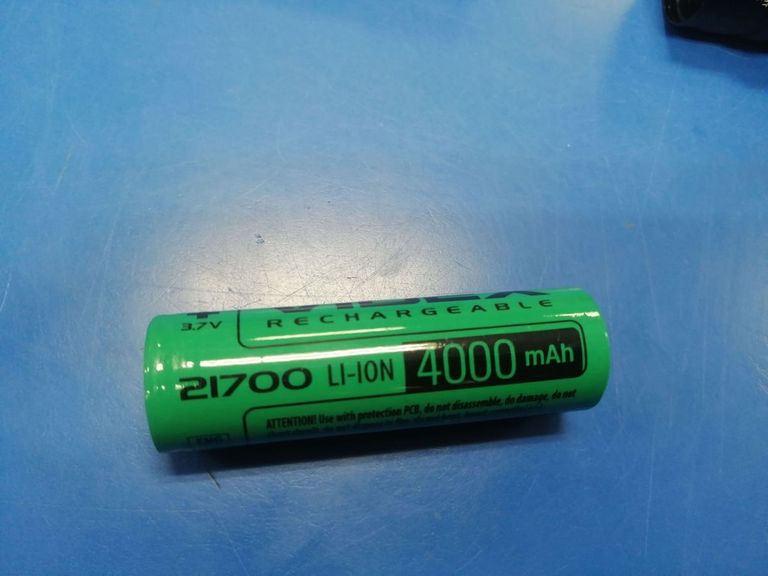 +
3.7V
VIDEX
RECHARGEABLE
21700 LI-ION 4000 mAh
ATTENTION! Use with protection PCB, do not disassemble, do damage, do not